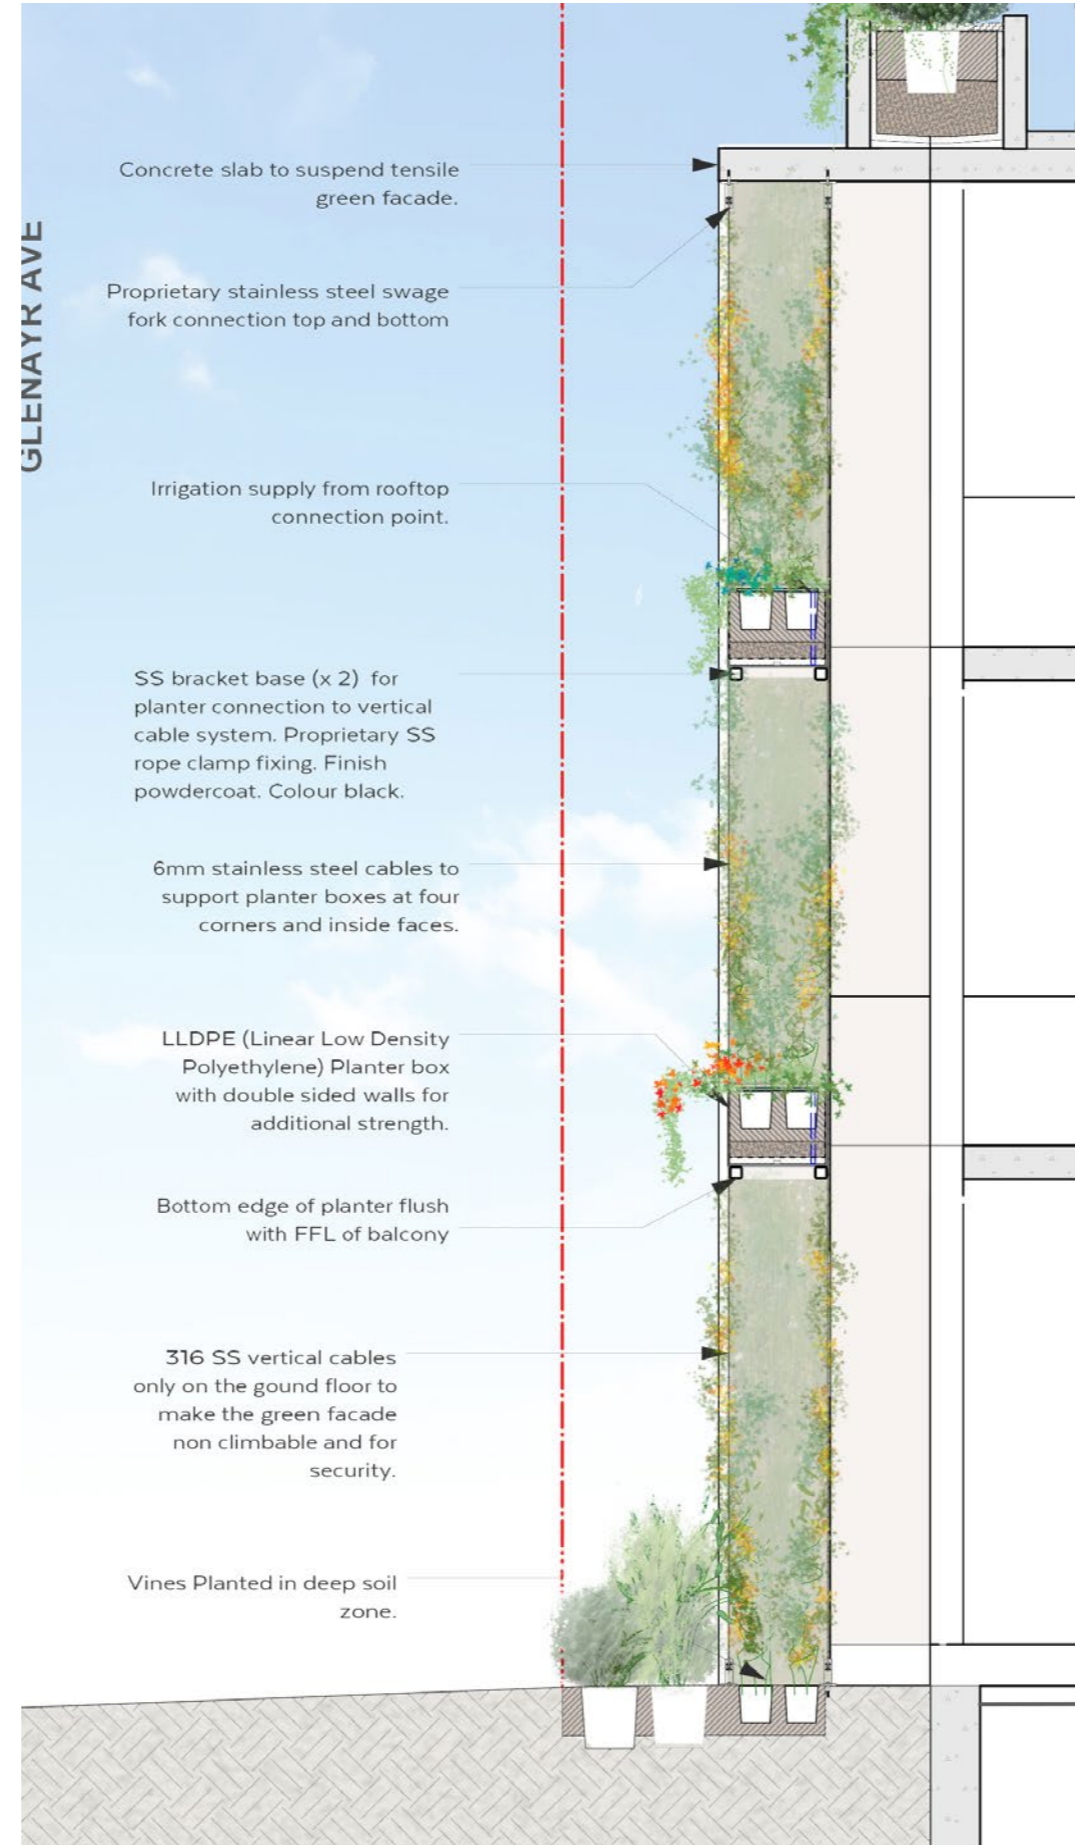 GLENAYR AVE
Concrete slab to suspend tensile
green facade.
Proprietary stainless steel swage
fork connection top and bottom
Irrigation supply from rooftop
connection point.
SS bracket base (x 2) for
planter connection to vertical
cable system. Proprietary SS
rope clamp fixing. Finish
powdercoat. Colour black.
6mm stainless steel cables to
support planter boxes at four
corners and inside faces.
LLDPE (Linear Low Density
Polyethylene) Planter box
with double sided walls for
additional strength.
Bottom edge of planter flush
with FFL of balcony
316 SS vertical cables
only on the gound floor to
make the green facade
non climbable and for
security.
Vines Planted in deep soil
zone.